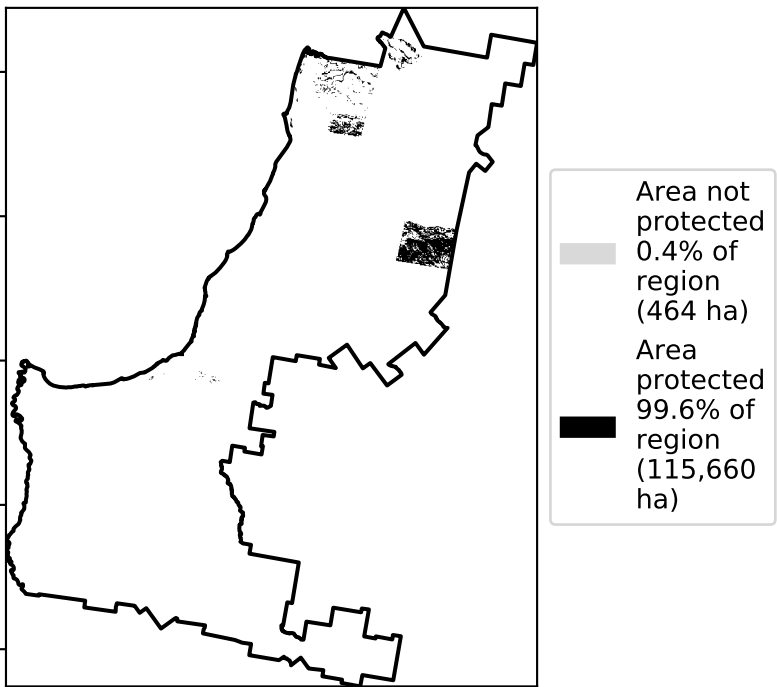 Area not
protected
0.4% of
region
(464 ha)
Area
protected
99.6% of
region
(115,660
ha)